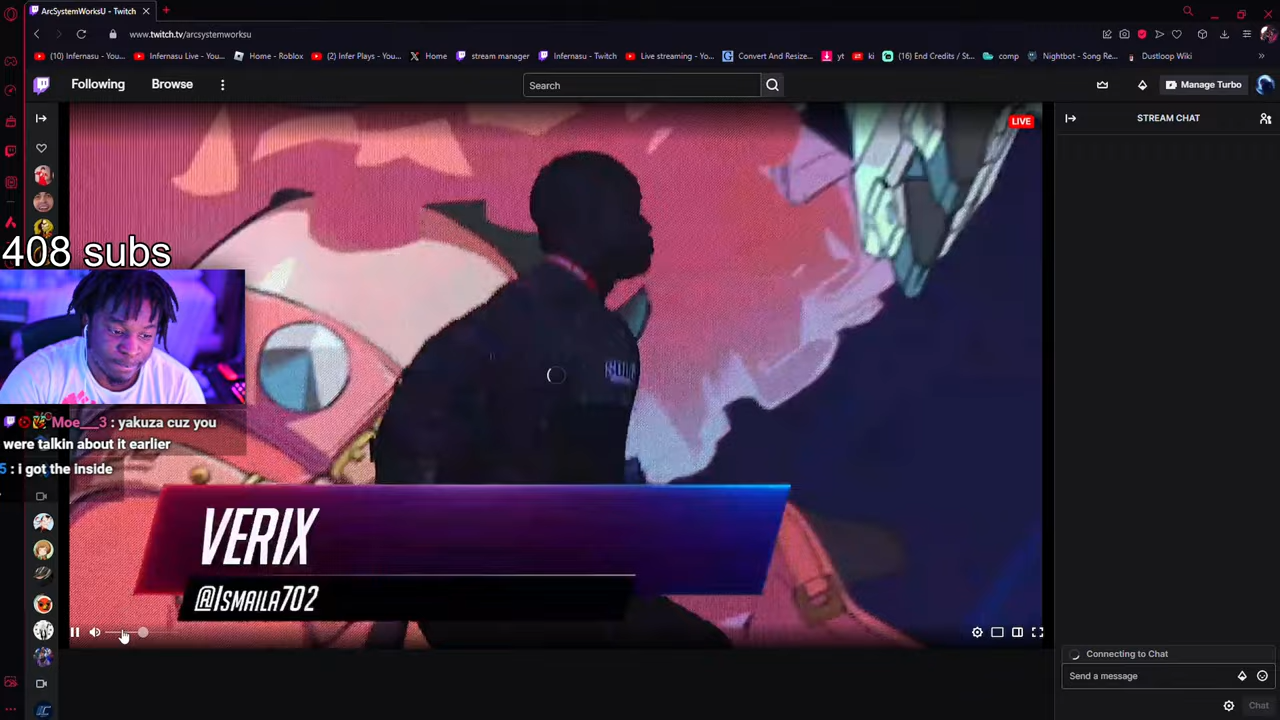 ArcSystemWorksU - Twitch
www.twitch.tv/arcsystemworksu
(10) Infernasu - YouT
Infernasu Live - You
Home - Roblox
(2) Infer Plays - You
Home
stream manager
Infernasu - Twitch
Live streaming - You
Convert And Resize...
yt
ki
(16) End Credits / St...
comp
Nightbot - Song Re...
Dustloop Wiki
Following
Browse
Search
Manage Turbo
LIVE
STREAM CHAT
408 subs
Moe__3 : yakuza cuz you
were talkin about it earlier
5 : i got the inside
VERIX
@Ismaila702
Connecting to Chat
Send a message
Chat